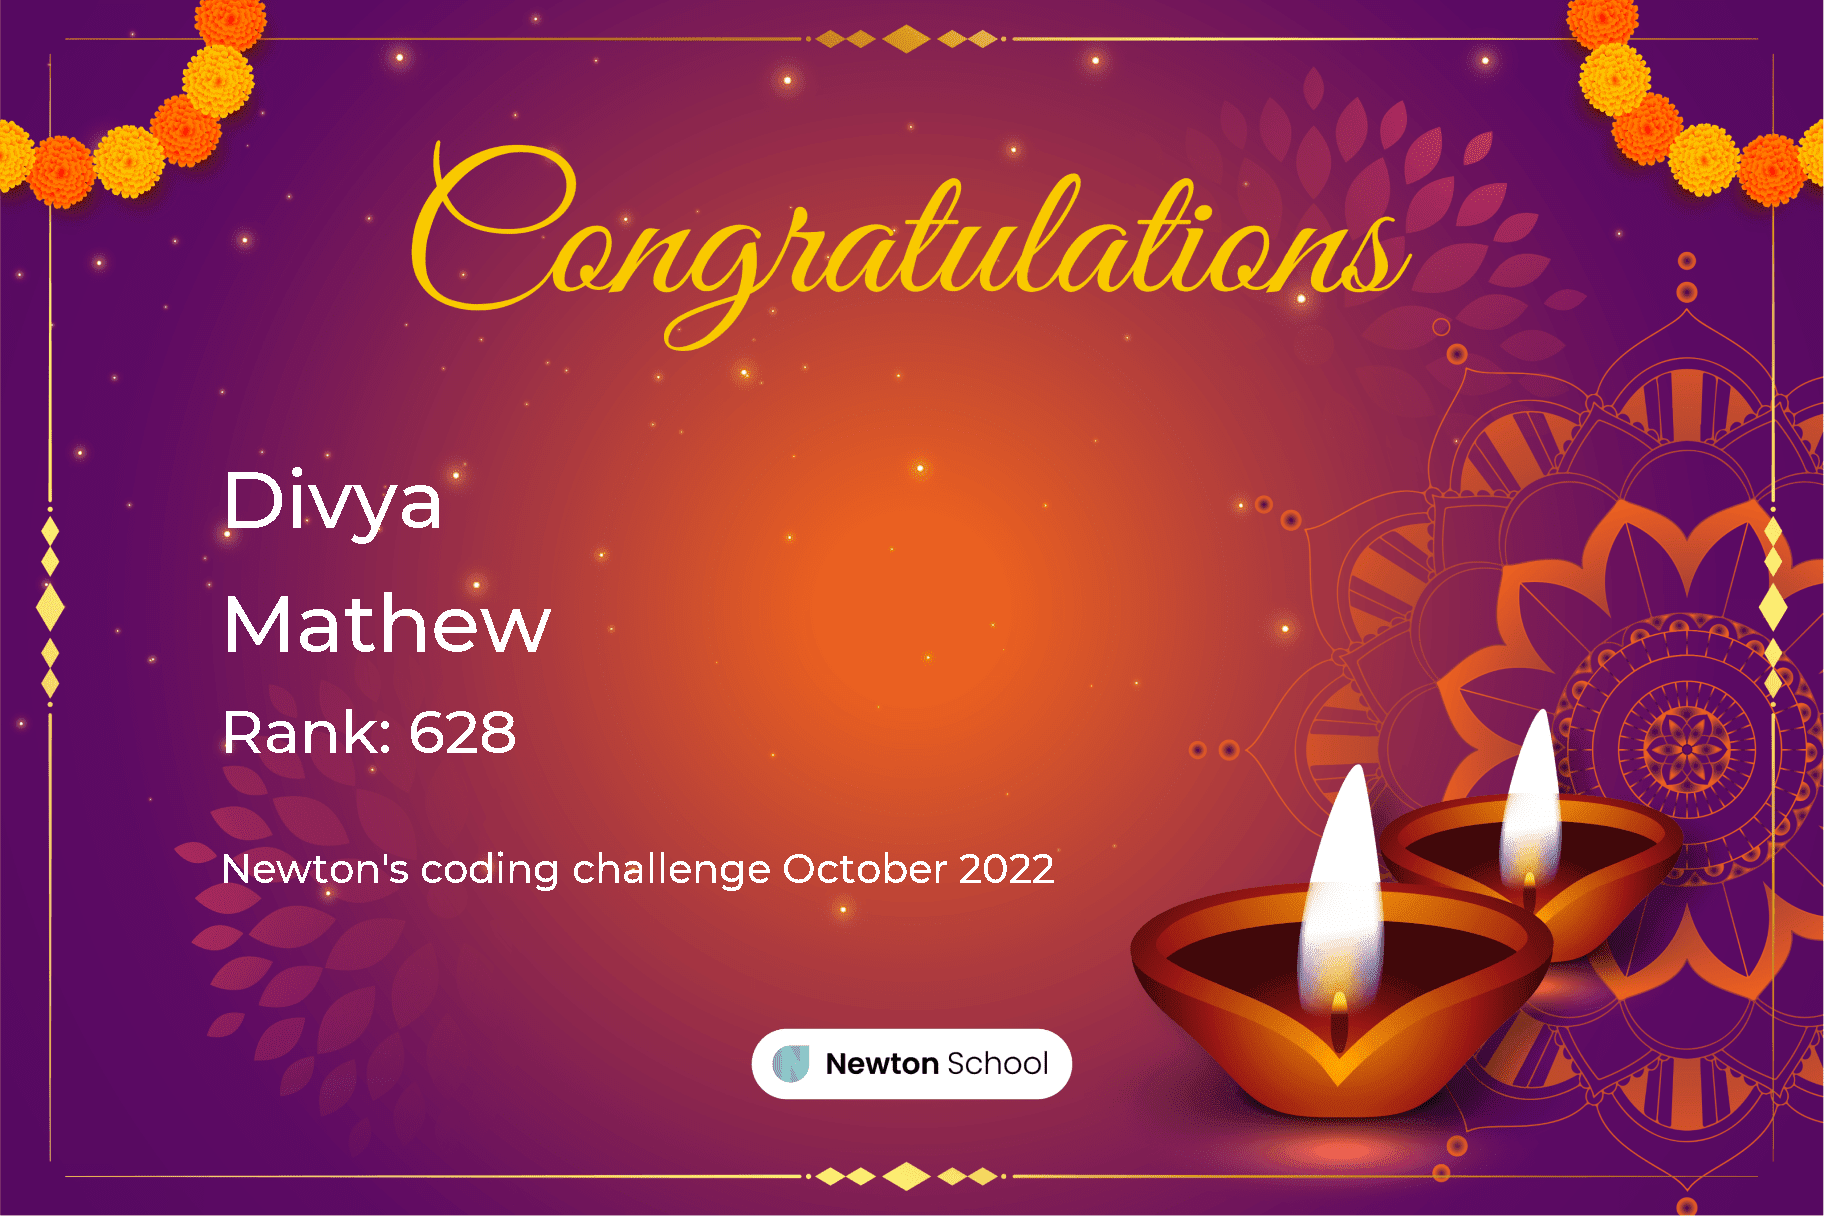 Congratulations
Divya
Mathew
Rank: 628
Newton's coding challenge October 2022
Newton School